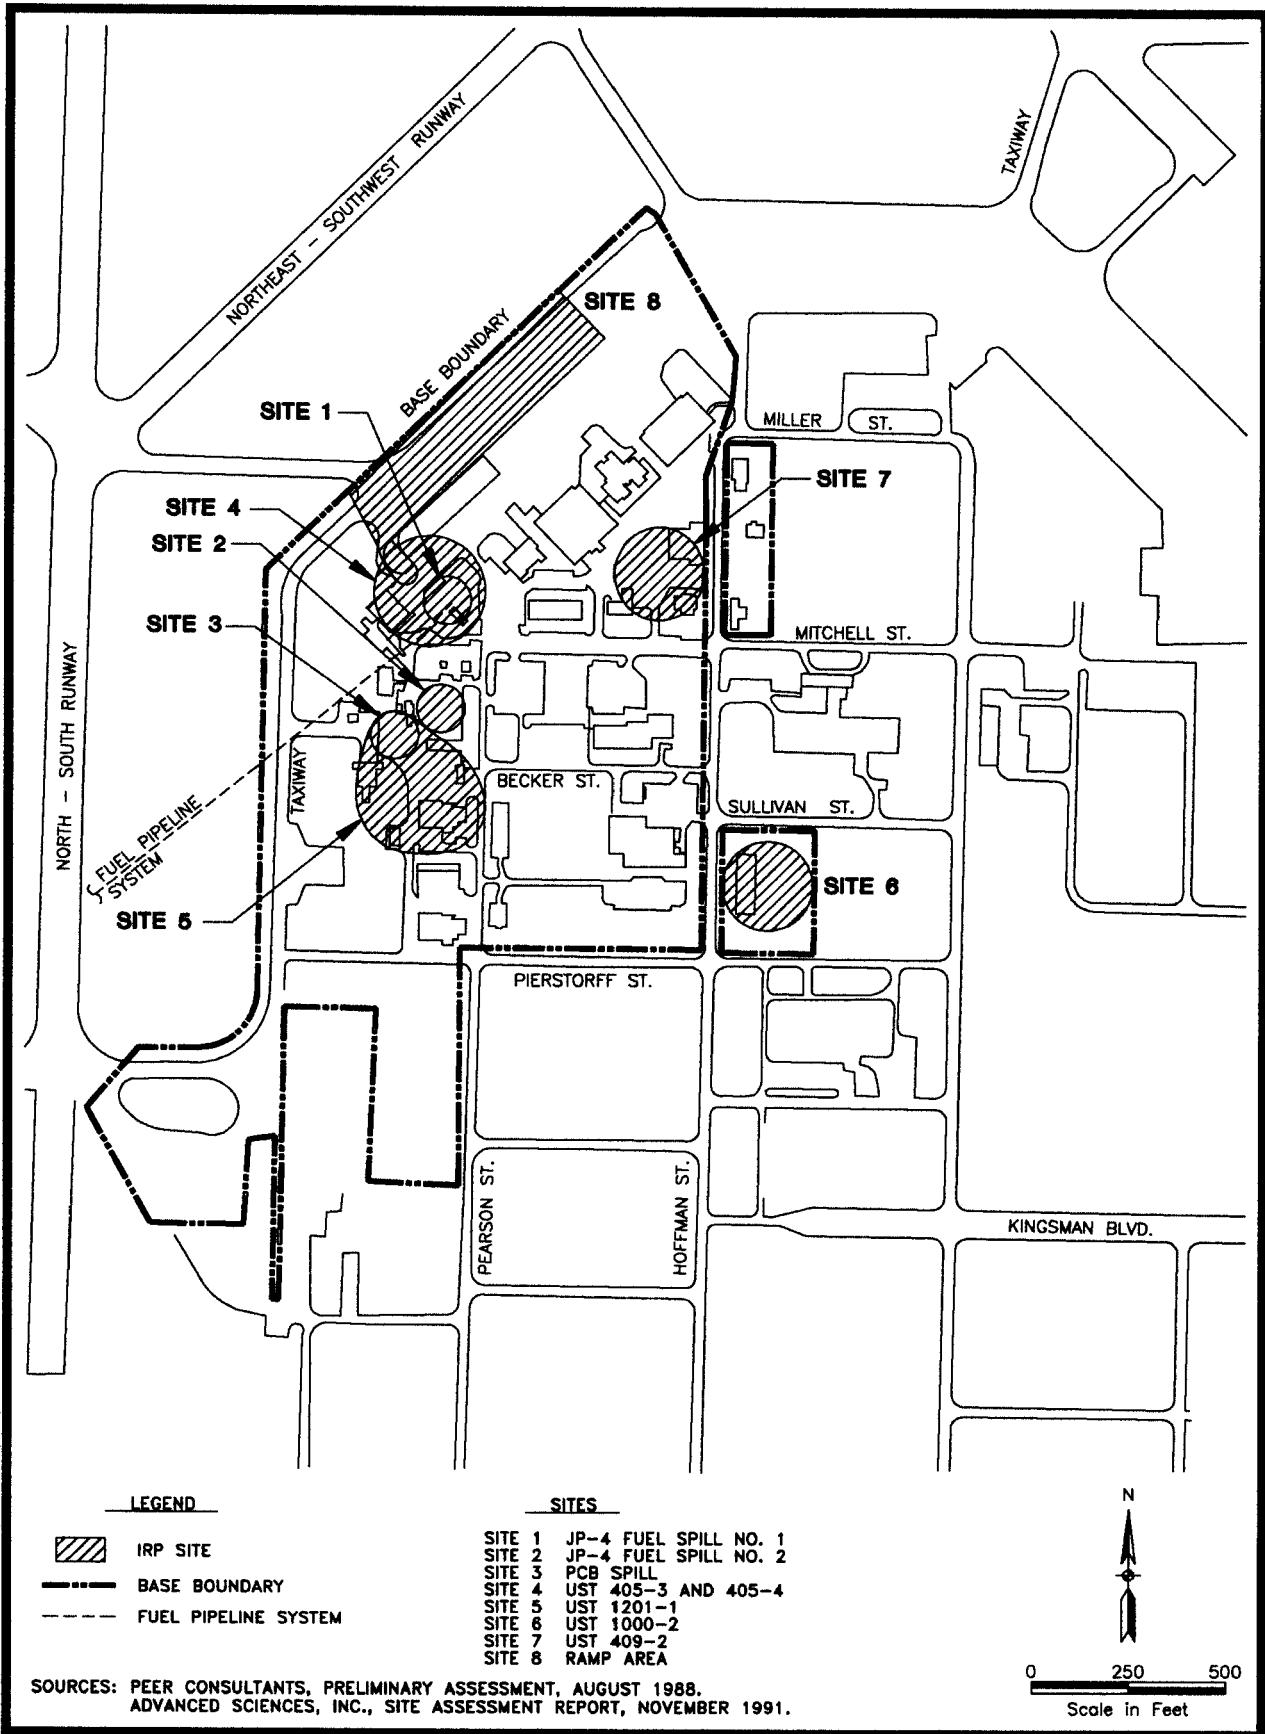 TAXIWAY
NORTHEAST - SOUTHWEST RUNWAY
SITE 8
BASE BOUNDARY
SITE 1
MILLER ST.
SITE 7
SITE 4
SITE 2
SITE 3
MITCHELL ST.
NORTH - SOUTH RUNWAY
TAXIWAY
BECKER ST.
SULLIVAN ST.
FUEL PIPELINE
SYSTEM
SITE 6
SITE 5
PIERSTORFF ST.
PEARSON ST.
HOFFMAN ST.
KINGSMAN BLVD.
LEGEND
IRP SITE
BASE BOUNDARY
FUEL PIPELINE SYSTEM
SITES
SITE 1 JP-4 FUEL SPILL NO. 1
SITE 2 JP-4 FUEL SPILL NO. 2
SITE 3 PCB SPILL
SITE 4 UST 405-3 AND 405-4
SITE 5 UST 1201-1
SITE 6 UST 1000-2
SITE 7 UST 409-2
SITE 8 RAMP AREA
N
0 250 500
Scale in Feet
SOURCES: PEER CONSULTANTS, PRELIMINARY ASSESSMENT, AUGUST 1988.
ADVANCED SCIENCES, INC., SITE ASSESSMENT REPORT, NOVEMBER 1991.